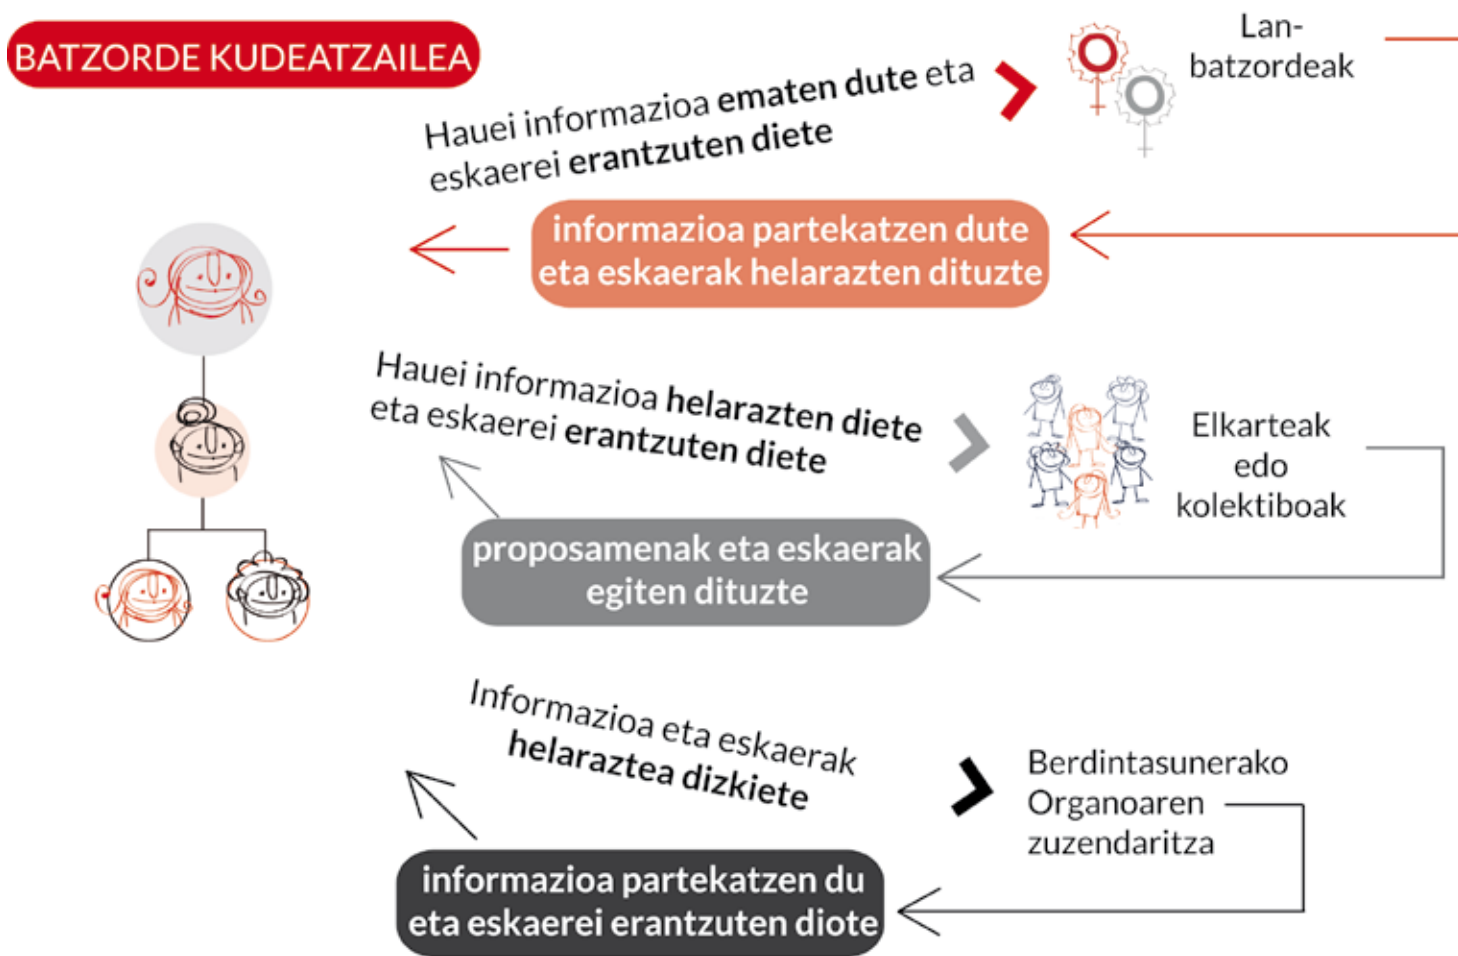 BATZORDE KUDEATZAILEA
Hauei informazioa ematen dute eta
eskaerei erantzuten diete
Lan-
batzordeak
informazioa partekatzen dute
eta eskaerak helarazten dituzte
Hauei informazioa helarazten diete
eta eskaerei erantzuten diete
Elkarteak
edo
kolektiboak
proposamenak eta eskaerak
egiten dituzte
Informazioa eta eskaerak
helaraztea dizkiete
Berdintasunerako
Organoaren
zuzendaritza
informazioa partekatzen du
eta eskaerei erantzuten diote